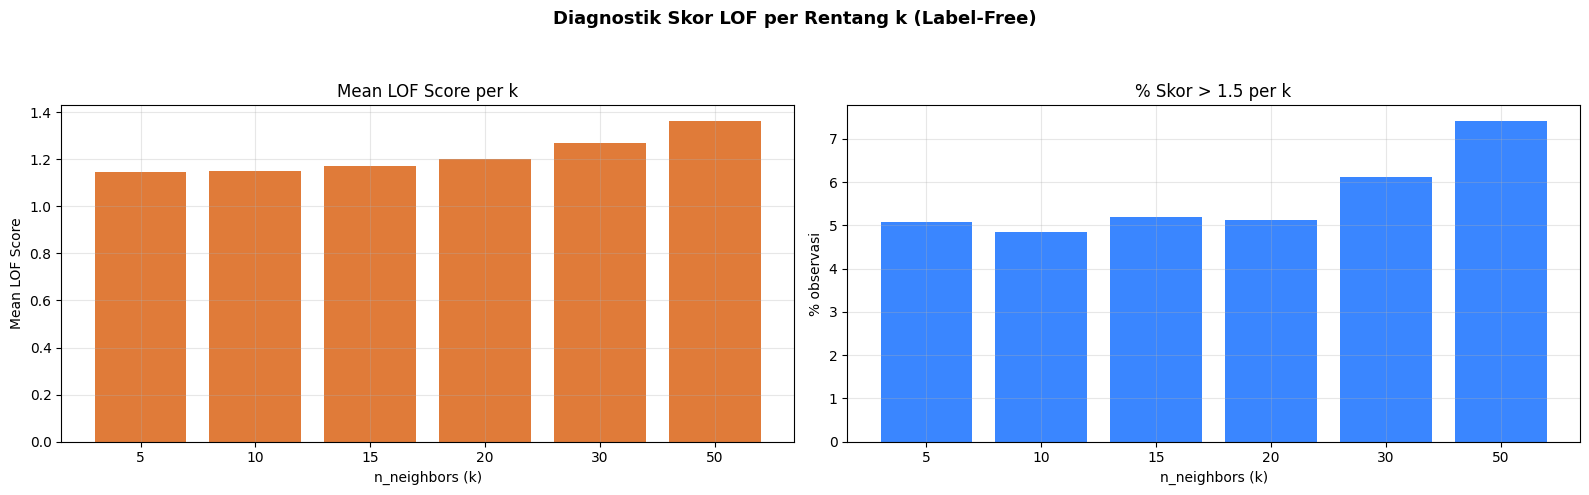 Diagnostik Skor LOF per Rentang k (Label-Free)
Mean LOF Score per k
Mean LOF Score
1.4
1.2
1.0
0.8
0.6
0.4
0.2
0.0
5 10 15 20 30 50
n_neighbors (k)
% Skor > 1.5 per k
% observasi
7
6
5
4
3
2
1
0
5 10 15 20 30 50
n_neighbors (k)